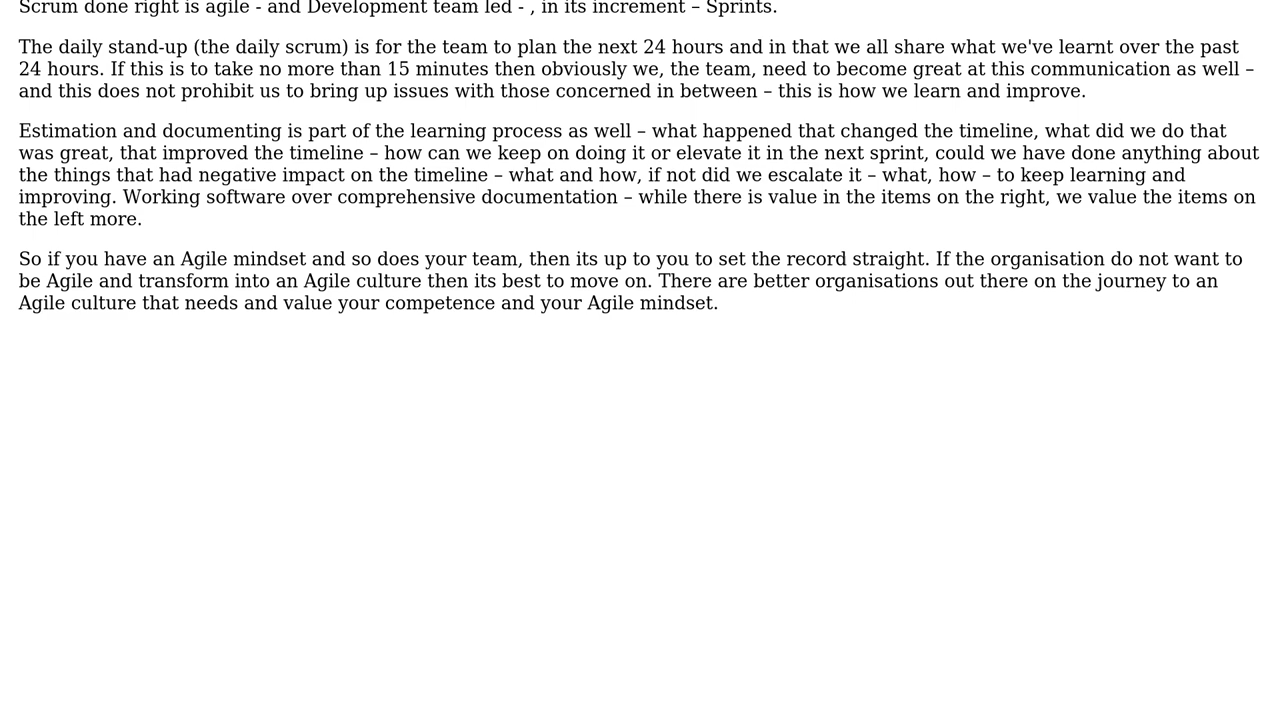 Scrum done right is agile - and Development team led - , in its increment – Sprints.
The daily stand-up (the daily scrum) is for the team to plan the next 24 hours and in that we all share what we've learnt over the past
24 hours. If this is to take no more than 15 minutes then obviously we, the team, need to become great at this communication as well –
and this does not prohibit us to bring up issues with those concerned in between – this is how we learn and improve.
Estimation and documenting is part of the learning process as well – what happened that changed the timeline, what did we do that
was great, that improved the timeline – how can we keep on doing it or elevate it in the next sprint, could we have done anything about
the things that had negative impact on the timeline – what and how, if not did we escalate it – what, how – to keep learning and
improving. Working software over comprehensive documentation – while there is value in the items on the right, we value the items on
the left more.
So if you have an Agile mindset and so does your team, then its up to you to set the record straight. If the organisation do not want to
be Agile and transform into an Agile culture then its best to move on. There are better organisations out there on the journey to an
Agile culture that needs and value your competence and your Agile mindset.